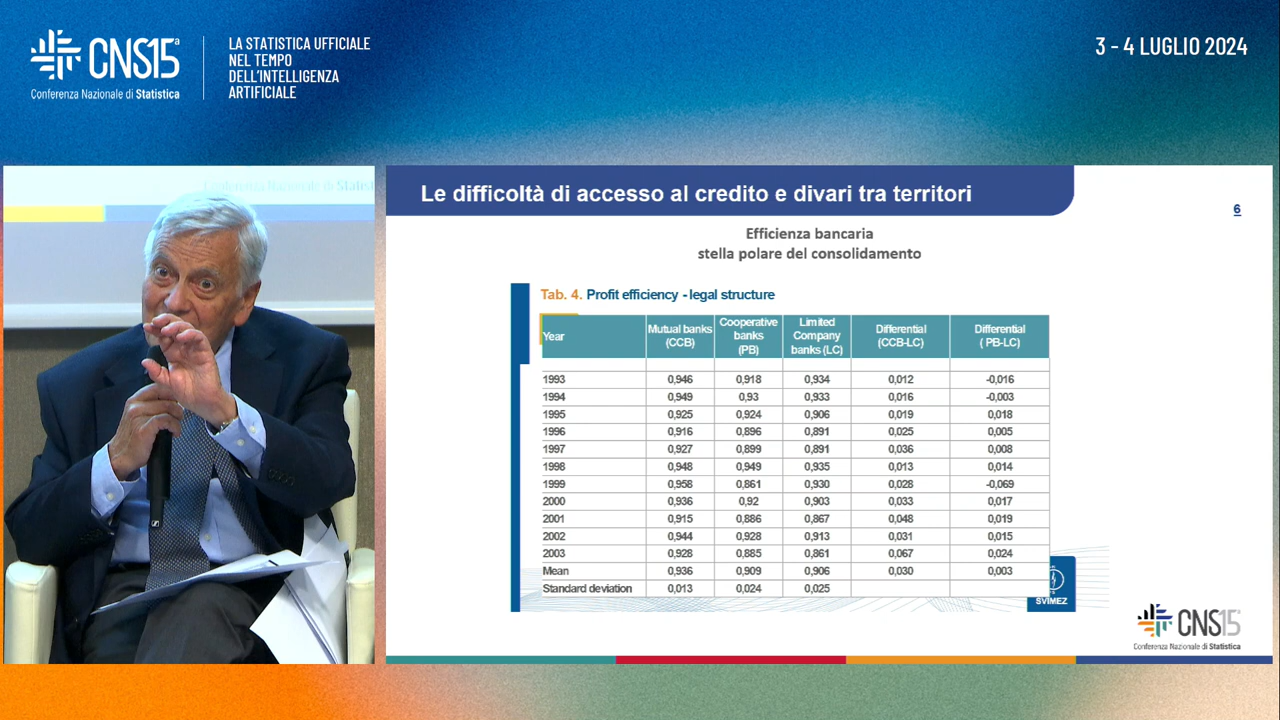 CNS15ª
Conferenza Nazionale di Statistica
LA STATISTICA UFFICIALE
NEL TEMPO
DELL'INTELLIGENZA
ARTIFICIALE
3 - 4 LUGLIO 2024
Conferenza Nazionale di Statist
Le difficoltà di accesso al credito e divari tra territori
6
Efficienza bancaria
stella polare del consolidamento
Tab. 4. Profit efficiency - legal structure
Year Mutual banks (CCB) Cooperative banks (PB) Limited Company banks (LC) Differential (CCB-LC) Differential ( PB-LC)
1993 0,946 0,918 0,934 0,012 -0,016
1994 0,949 0,93 0,933 0,016 -0,003
1995 0,925 0,924 0,906 0,019 0,018
1996 0,916 0,896 0,891 0,025 0,005
1997 0,927 0,899 0,891 0,036 0,008
1998 0,948 0,949 0,935 0,013 0,014
1999 0,958 0,861 0,930 0,028 -0,069
2000 0,936 0,92 0,903 0,033 0,017
2001 0,915 0,886 0,867 0,048 0,019
2002 0,944 0,928 0,913 0,031 0,015
2003 0,928 0,885 0,861 0,067 0,024
Mean 0,936 0,909 0,906 0,030 0,003
Standard deviation 0,013 0,024 0,025
SVIMEZ
CNS15ª
Conferenza Nazionale di Statistica